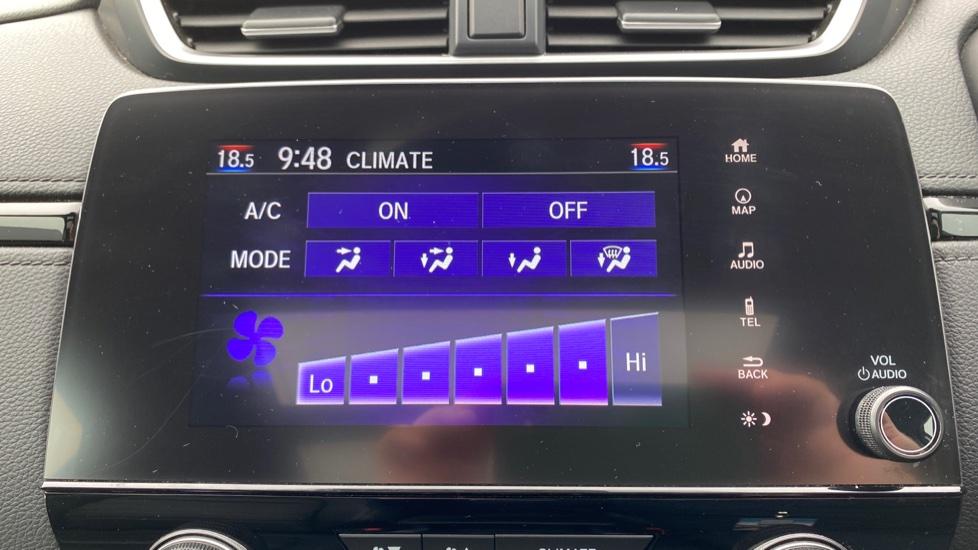 18.5 9:48 CLIMATE 18.5
A/C ON OFF
MODE
Lo Hi
HOME
MAP
AUDIO
TEL
BACK
VOL
AUDIO
CLIMATE